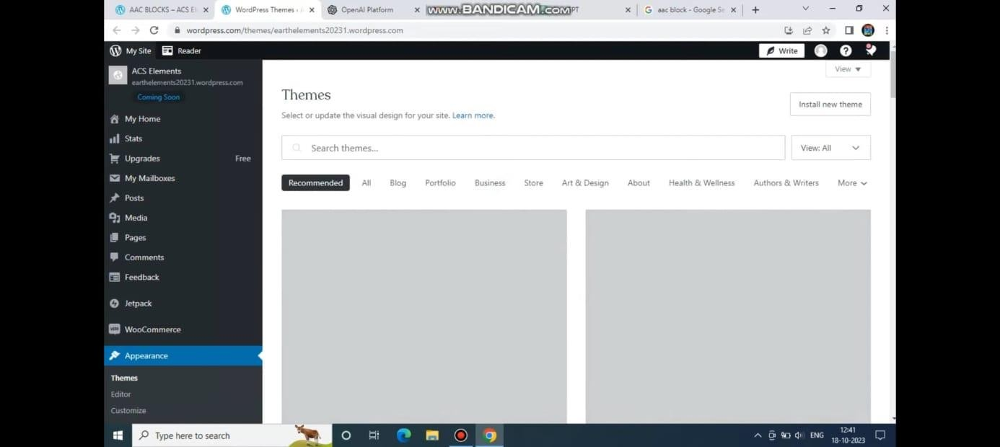 AAC BLOCKS – ACS El
WordPress Themes ‹
OpenAI Platform
www.BANDICAM.com
PT
aac block - Google Se
wordpress.com/themes/earthelements20231.wordpress.com
My Site
Reader
Write
ACS Elements
earthelements20231.wordpress.com
Coming Soon
View
Themes
Install new theme
Select or update the visual design for your site. Learn more.
Search themes...
View: All
Recommended All Blog Portfolio Business Store Art & Design About Health & Wellness Authors & Writers More
My Home
Stats
Upgrades Free
My Mailboxes
Posts
Media
Pages
Comments
Feedback
Jetpack
WooCommerce
Appearance
Themes
Editor
Customize
Type here to search
ENG
12:41
18-10-2023